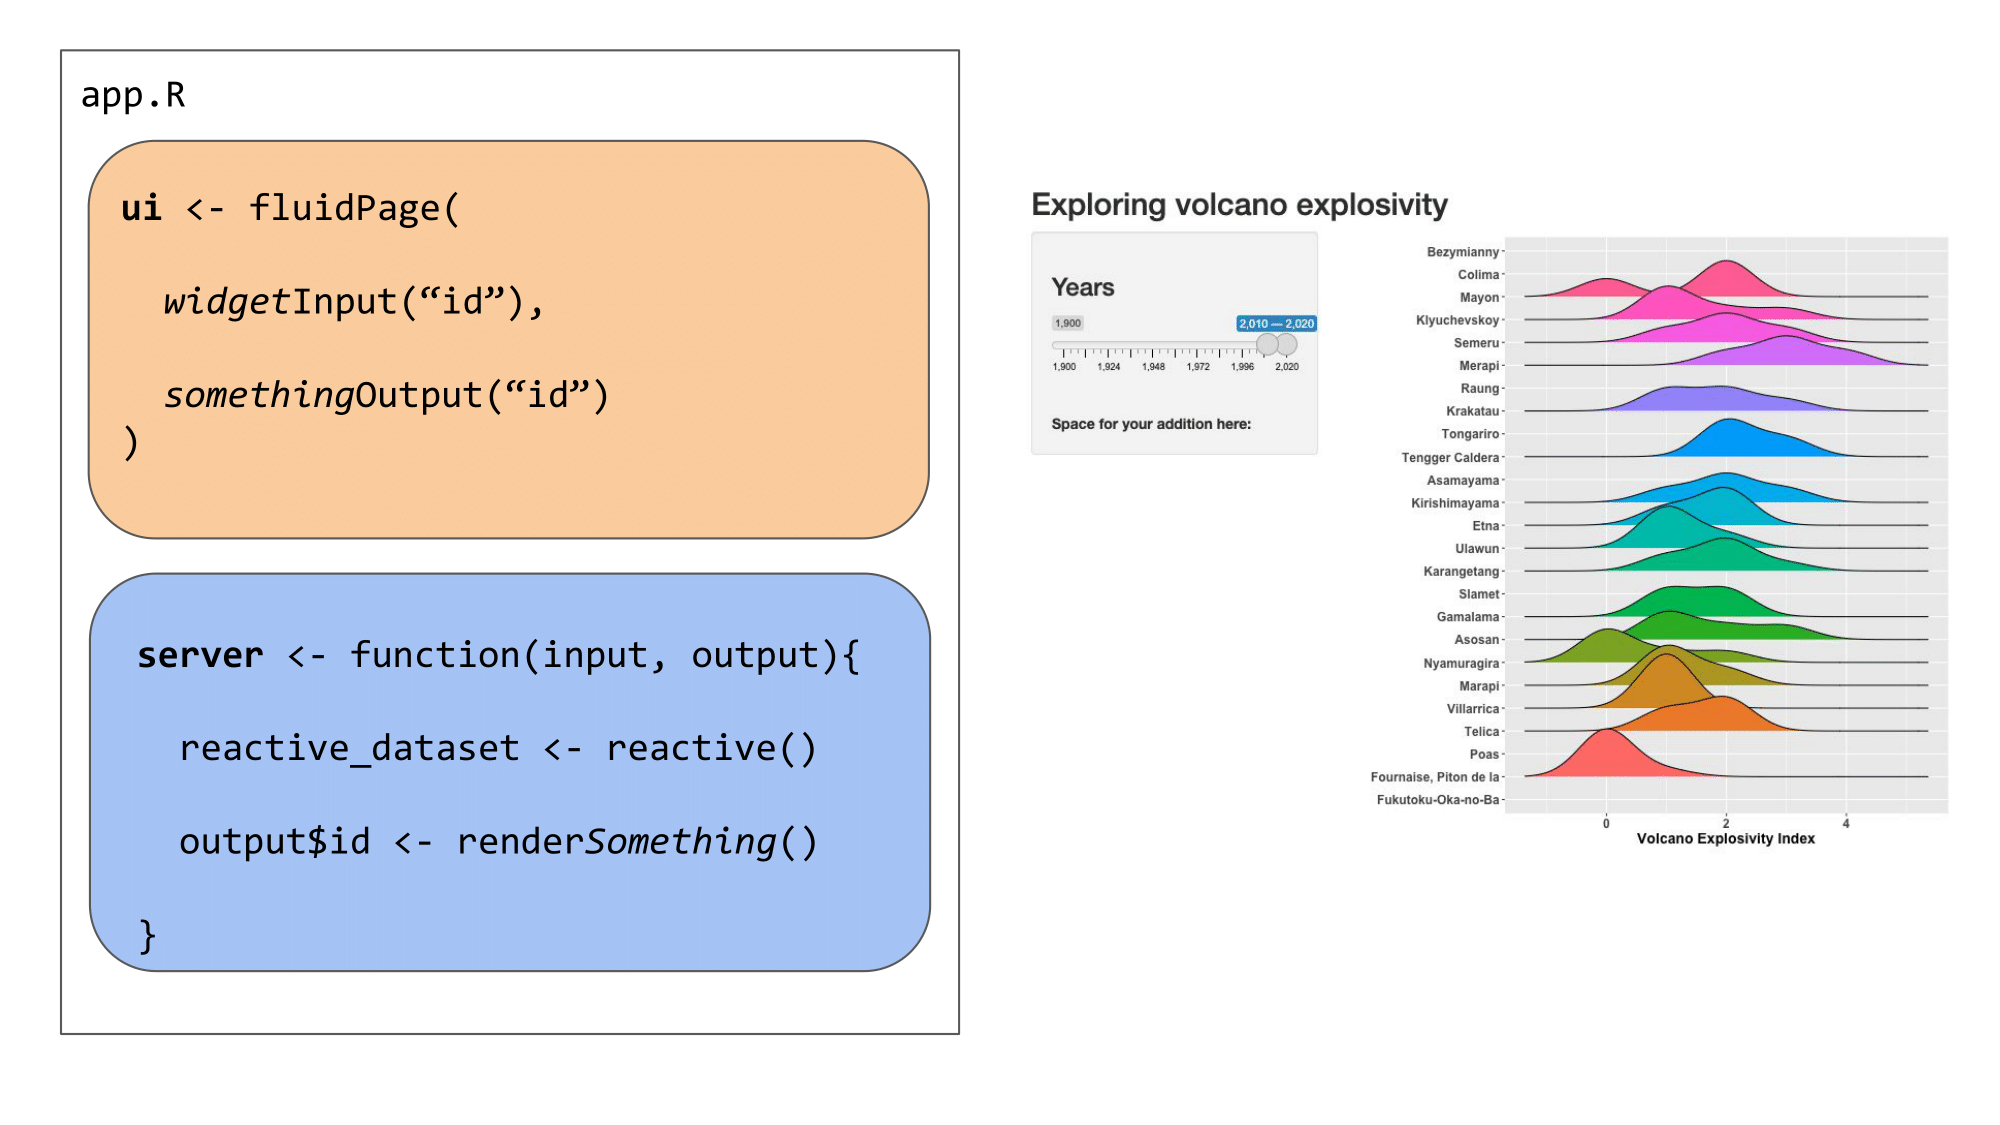 app.R
ui <- fluidPage(
widgetInput(“id”),
somethingOutput(“id”)
)
server <- function(input, output){
reactive_dataset <- reactive()
output$id <- renderSomething()
}
Exploring volcano explosivity
Years
1,900
2,010 — 2,020
1,900 1,924 1,948 1,972 1,996 2,020
Space for your addition here:
Bezymianny
Colima
Mayon
Klyuchevskoy
Semeru
Merapi
Raung
Krakatau
Tongariro
Tengger Caldera
Asamayama
Kirishimayama
Etna
Ulawun
Karangetang
Slamet
Gamalama
Asosan
Nyamuragira
Marapi
Villarrica
Telica
Poas
Fournaise, Piton de la
Fukutoku-Oka-no-Ba
0 2 4
Volcano Explosivity Index